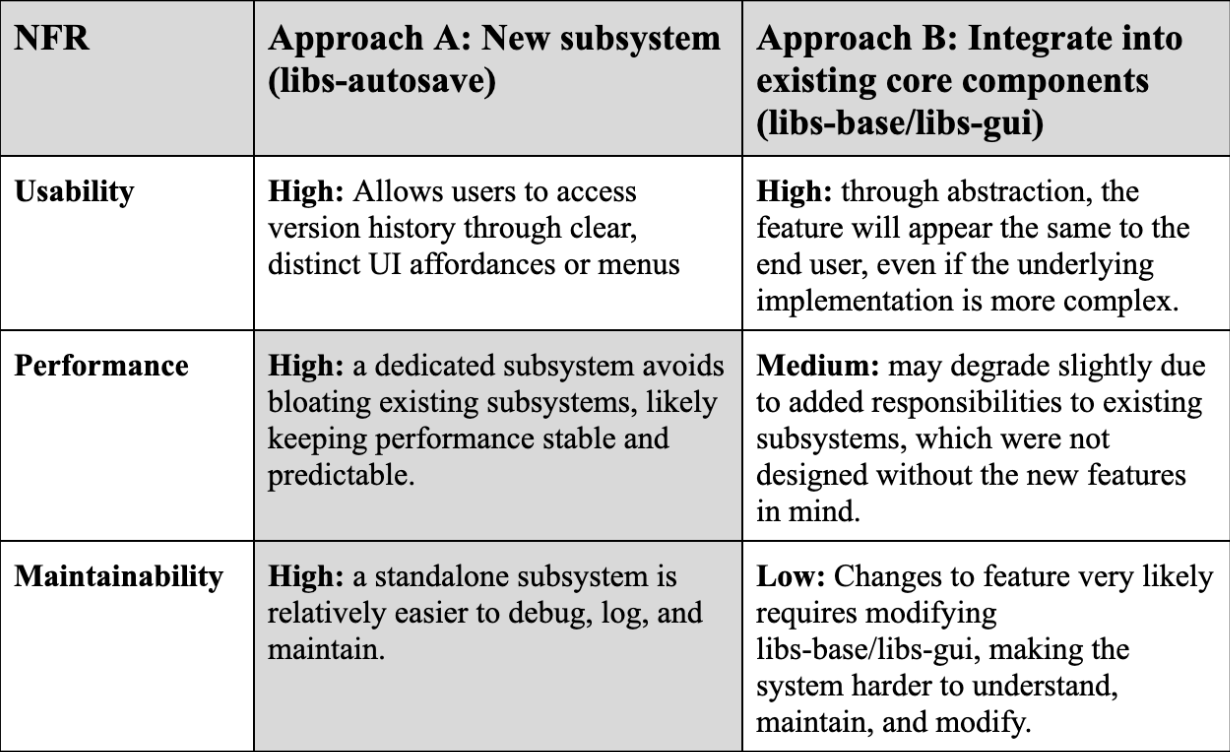 NFR
Approach A: New subsystem
(libs-autosave)
Approach B: Integrate into
existing core components
(libs-base/libs-gui)
Usability
High: Allows users to access
version history through clear,
distinct UI affordances or menus
High: through abstraction, the
feature will appear the same to the
end user, even if the underlying
implementation is more complex.
Performance
High: a dedicated subsystem avoids
bloating existing subsystems, likely
keeping performance stable and
predictable.
Medium: may degrade slightly due
to added responsibilities to existing
subsystems, which were not
designed without the new features
in mind.
Maintainability
High: a standalone subsystem is
relatively easier to debug, log, and
maintain.
Low: Changes to feature very likely
requires modifying
libs-base/libs-gui, making the
system harder to understand,
maintain, and modify.